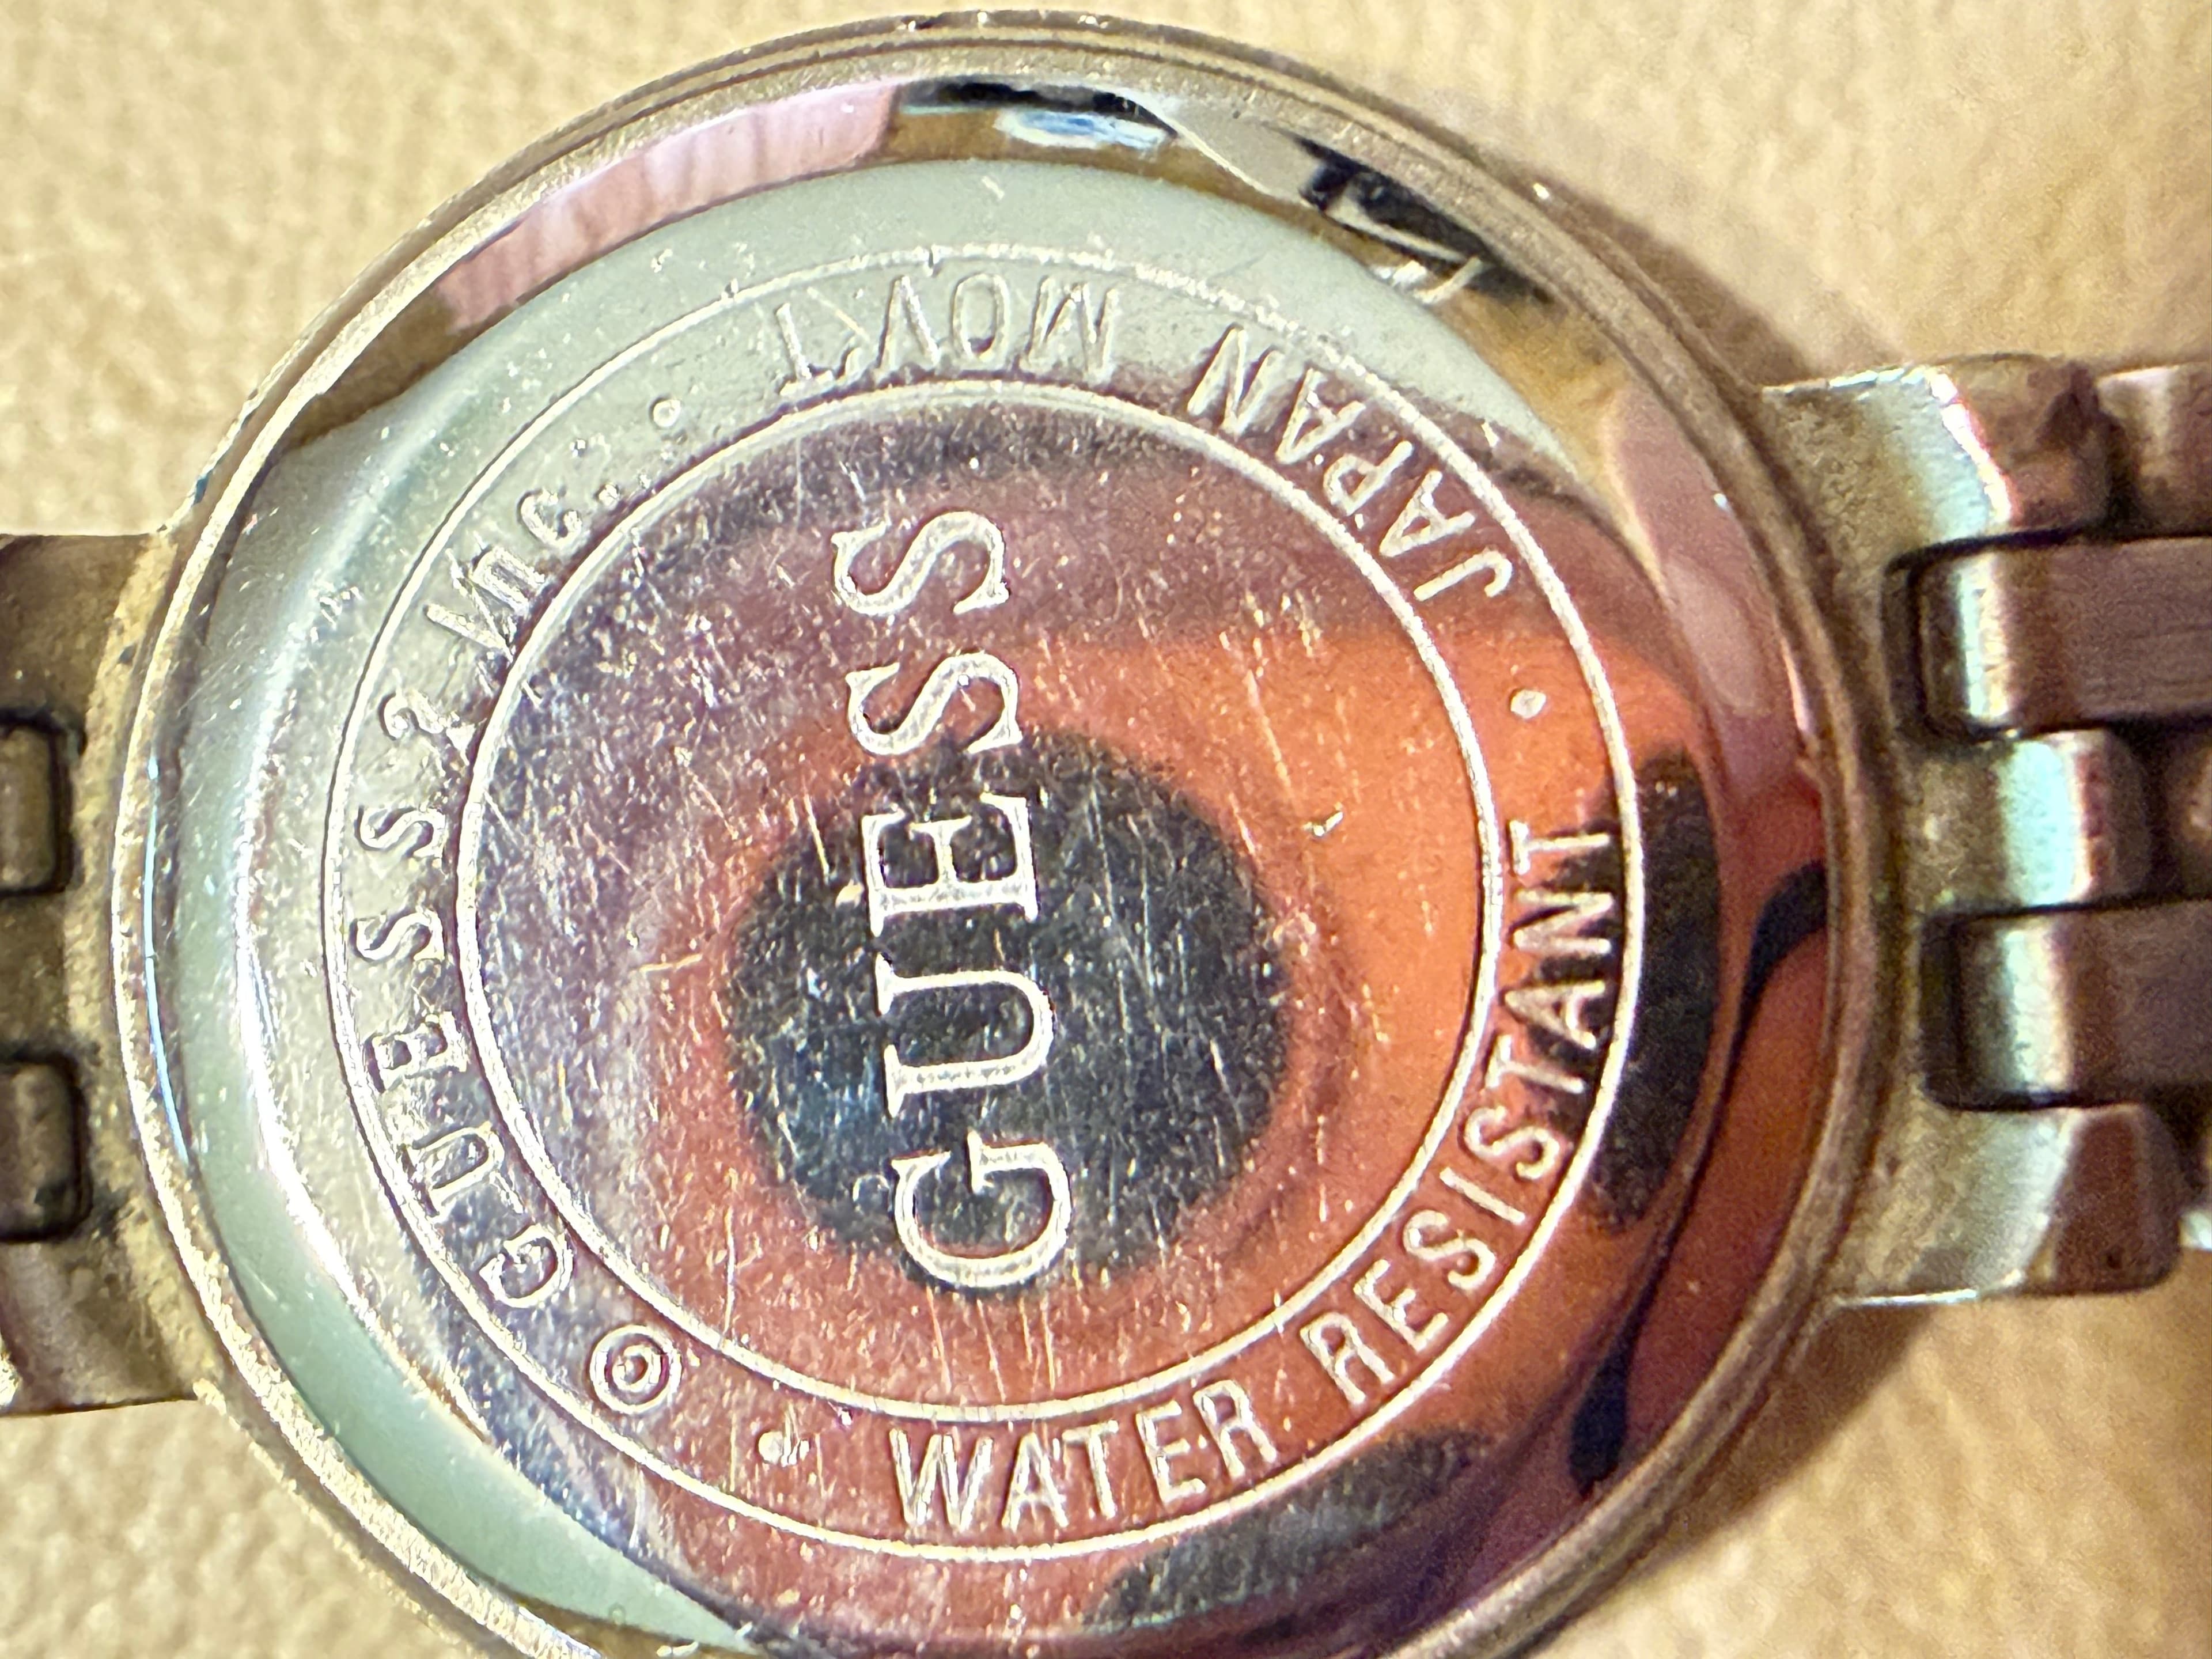 GUESS
© GUESS? Inc..
• JAPAN MOVT •
WATER RESISTANT •